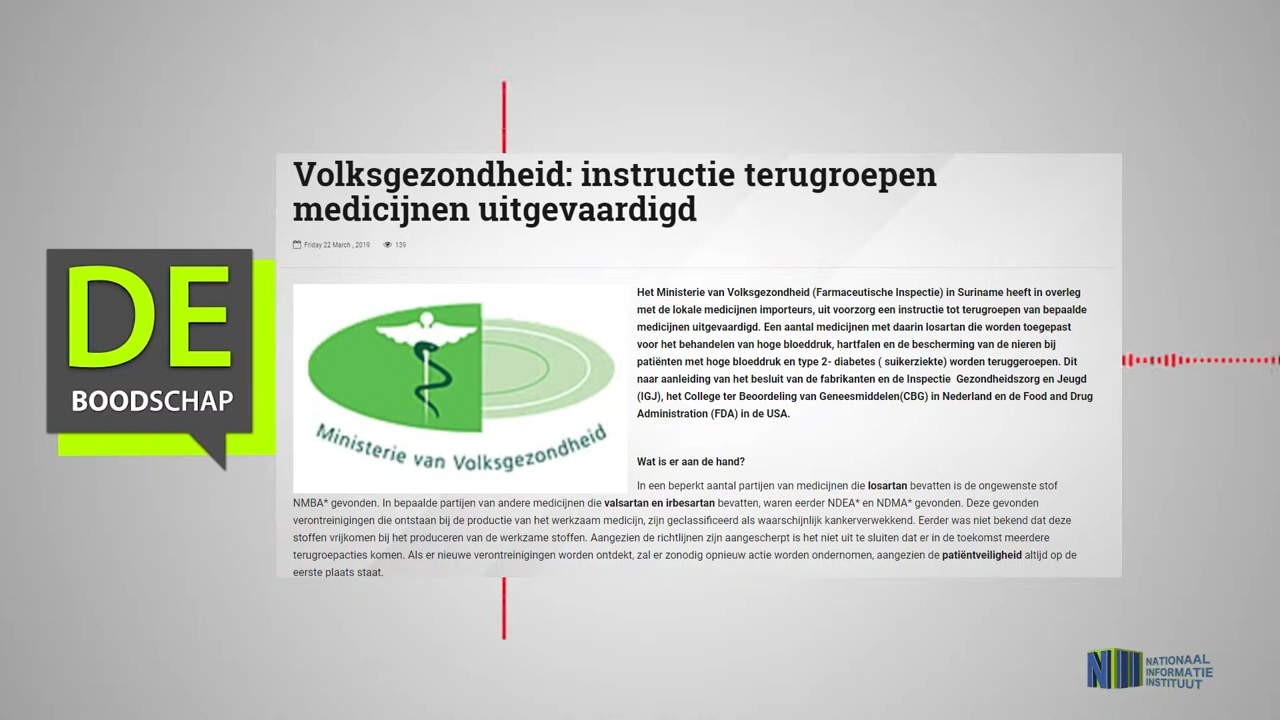 Volksgezondheid: instructie terugroepen
medicijnen uitgevaardigd
Friday 22 March , 2019 139
DE
BOODSCHAP
Ministerie van Volksgezondheid
Het Ministerie van Volksgezondheid (Farmaceutische Inspectie) in Suriname heeft in overleg
met de lokale medicijnen importeurs, uit voorzorg een instructie tot terugroepen van bepaalde
medicijnen uitgevaardigd. Een aantal medicijnen met daarin losartan die worden toegepast
voor het behandelen van hoge bloeddruk, hartfalen en de bescherming van de nieren bij
patiënten met hoge bloeddruk en type 2- diabetes ( suikerziekte) worden teruggeroepen. Dit
naar aanleiding van het besluit van de fabrikanten en de Inspectie Gezondheidszorg en Jeugd
(IGJ), het College ter Beoordeling van Geneesmiddelen(CBG) in Nederland en de Food and Drug
Administration (FDA) in de USA.
Wat is er aan de hand?
In een beperkt aantal partijen van medicijnen die losartan bevatten is de ongewenste stof
NMBA* gevonden. In bepaalde partijen van andere medicijnen die valsartan en irbesartan bevatten, waren eerder NDEA* en NDMA* gevonden. Deze gevonden
verontreinigingen die ontstaan bij de productie van het werkzaam medicijn, zijn geclassificeerd als waarschijnlijk kankerverwekkend. Eerder was niet bekend dat deze
stoffen vrijkomen bij het produceren van de werkzame stoffen. Aangezien de richtlijnen zijn aangescherpt is het niet uit te sluiten dat er in de toekomst meerdere
terugroepacties komen. Als er nieuwe verontreinigingen worden ontdekt, zal er zonodig opnieuw actie worden ondernomen, aangezien de patiëntveiligheid altijd op de
eerste plaats staat.
NII NATIONAAL
INFORMATIE
INSTITUUT